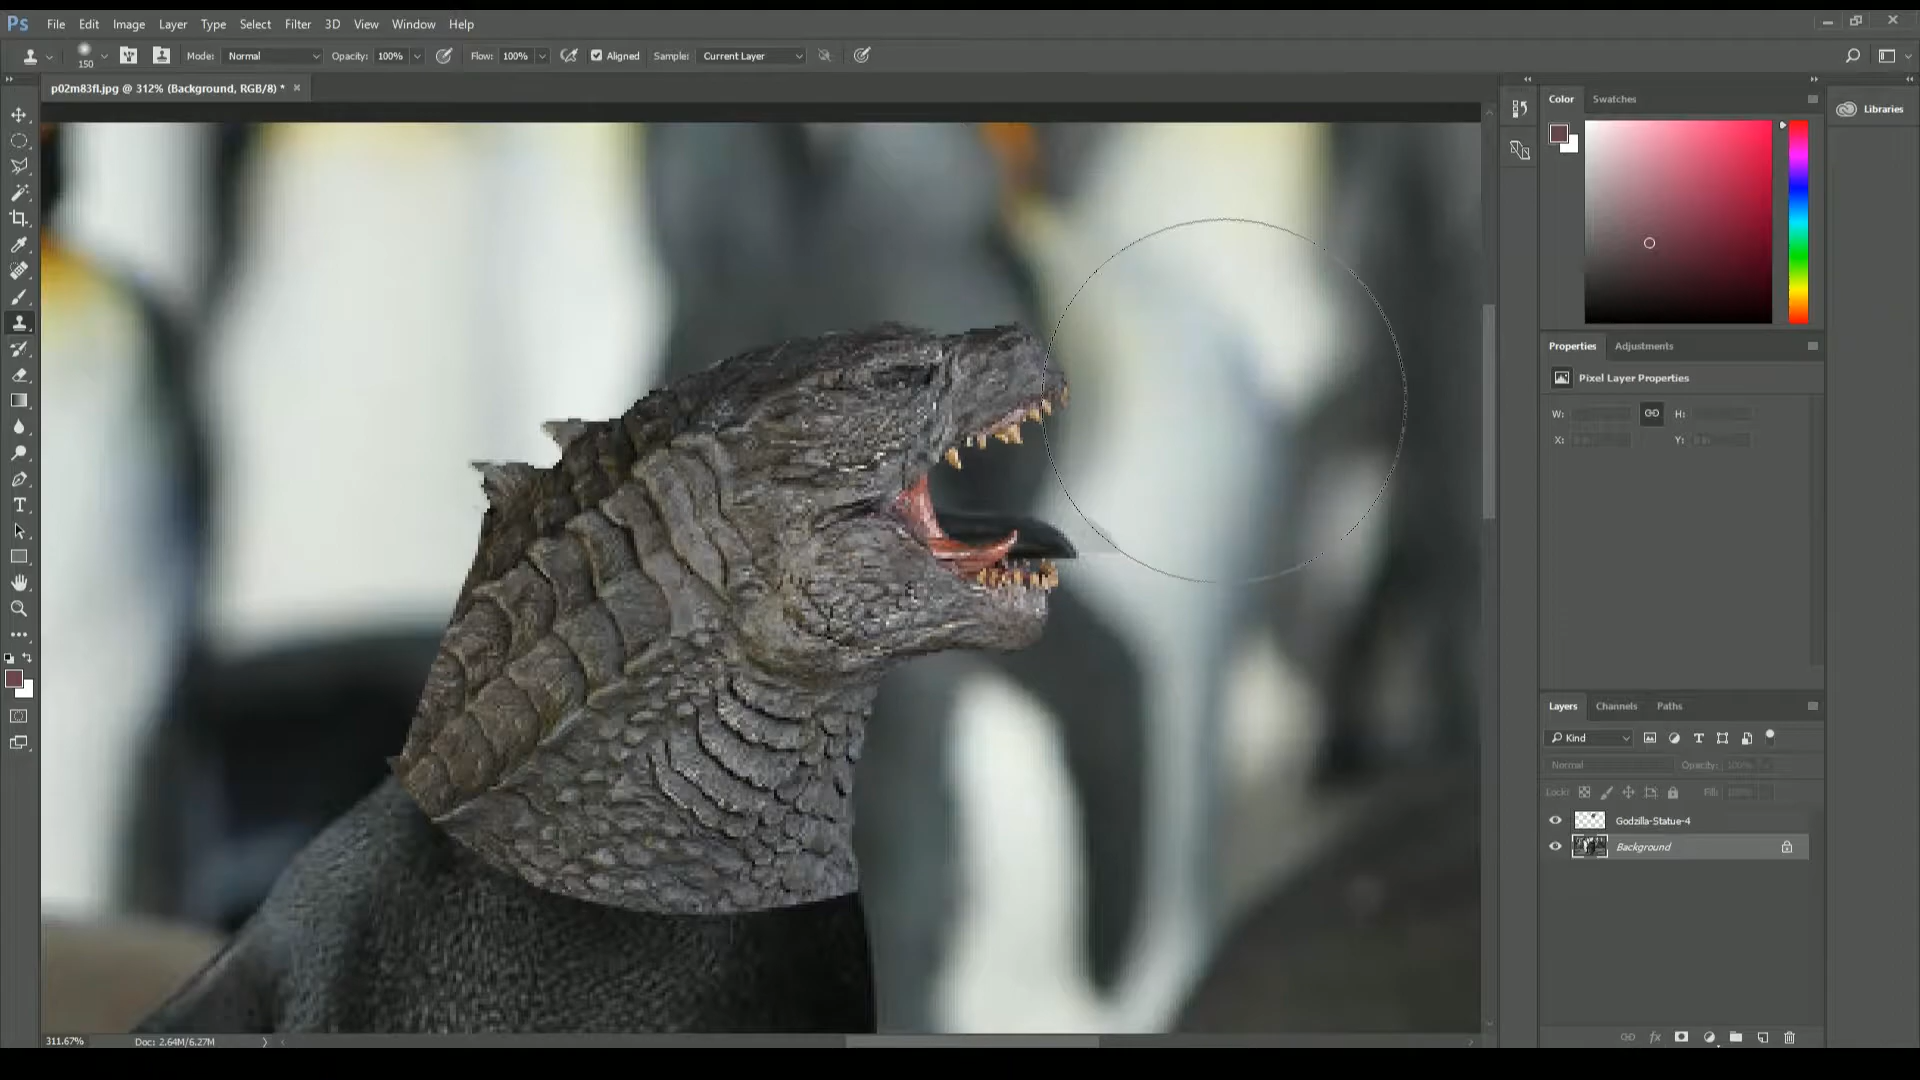 Ps File Edit Image Layer Type Select Filter 3D View Window Help
150 Mode: Normal Opacity: 100% Flow: 100% Aligned Sample: Current Layer
p02m83fl.jpg @ 312% (Background, RGB/8) *
Color Swatches
Libraries
Properties Adjustments
Pixel Layer Properties
W: H:
X: Y:
Layers Channels Paths
Kind
Normal Opacity: 100%
Lock: Fill: 100%
Godzilla-Statue-4
Background
311.67% Doc: 2.64M/6.27M